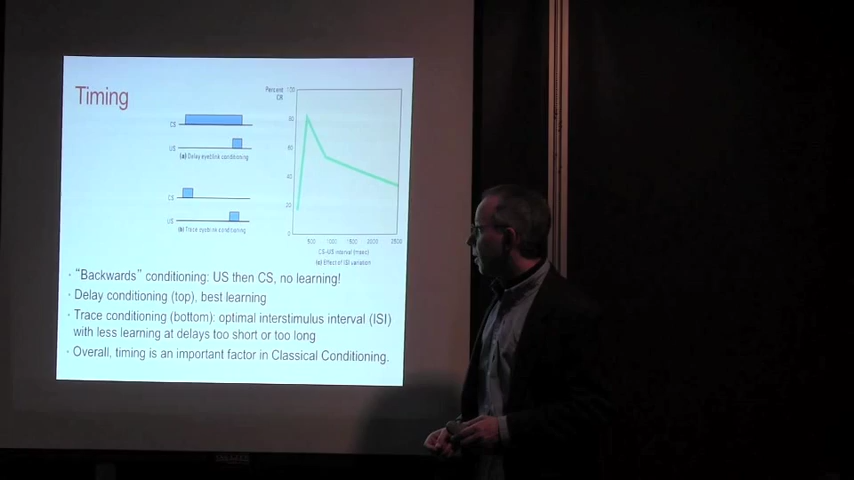 Timing
CS
US
(a) Delay eyeblink conditioning
CS
US
(b) Trace eyeblink conditioning
Percent
CR
100
80
60
40
20
0
500 1000 1500 2000 2500
CS–US interval (msec)
(c) Effect of ISI variation
• "Backwards" conditioning: US then CS, no learning!
• Delay conditioning (top), best learning
• Trace conditioning (bottom): optimal interstimulus interval (ISI)
with less learning at delays too short or too long
• Overall, timing is an important factor in Classical Conditioning.